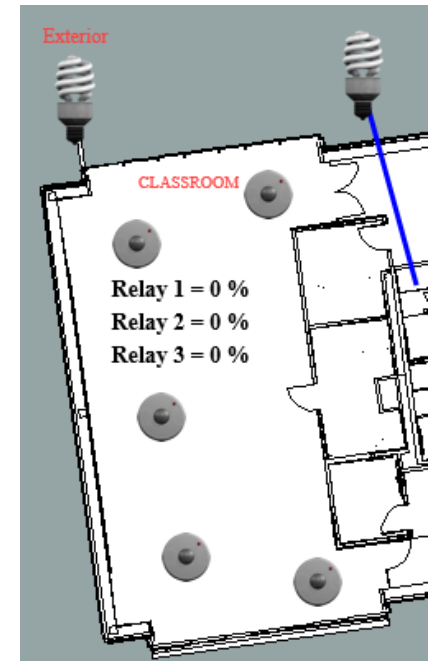 Exterior
CLASSROOM
Relay 1 = 0 %
Relay 2 = 0 %
Relay 3 = 0 %